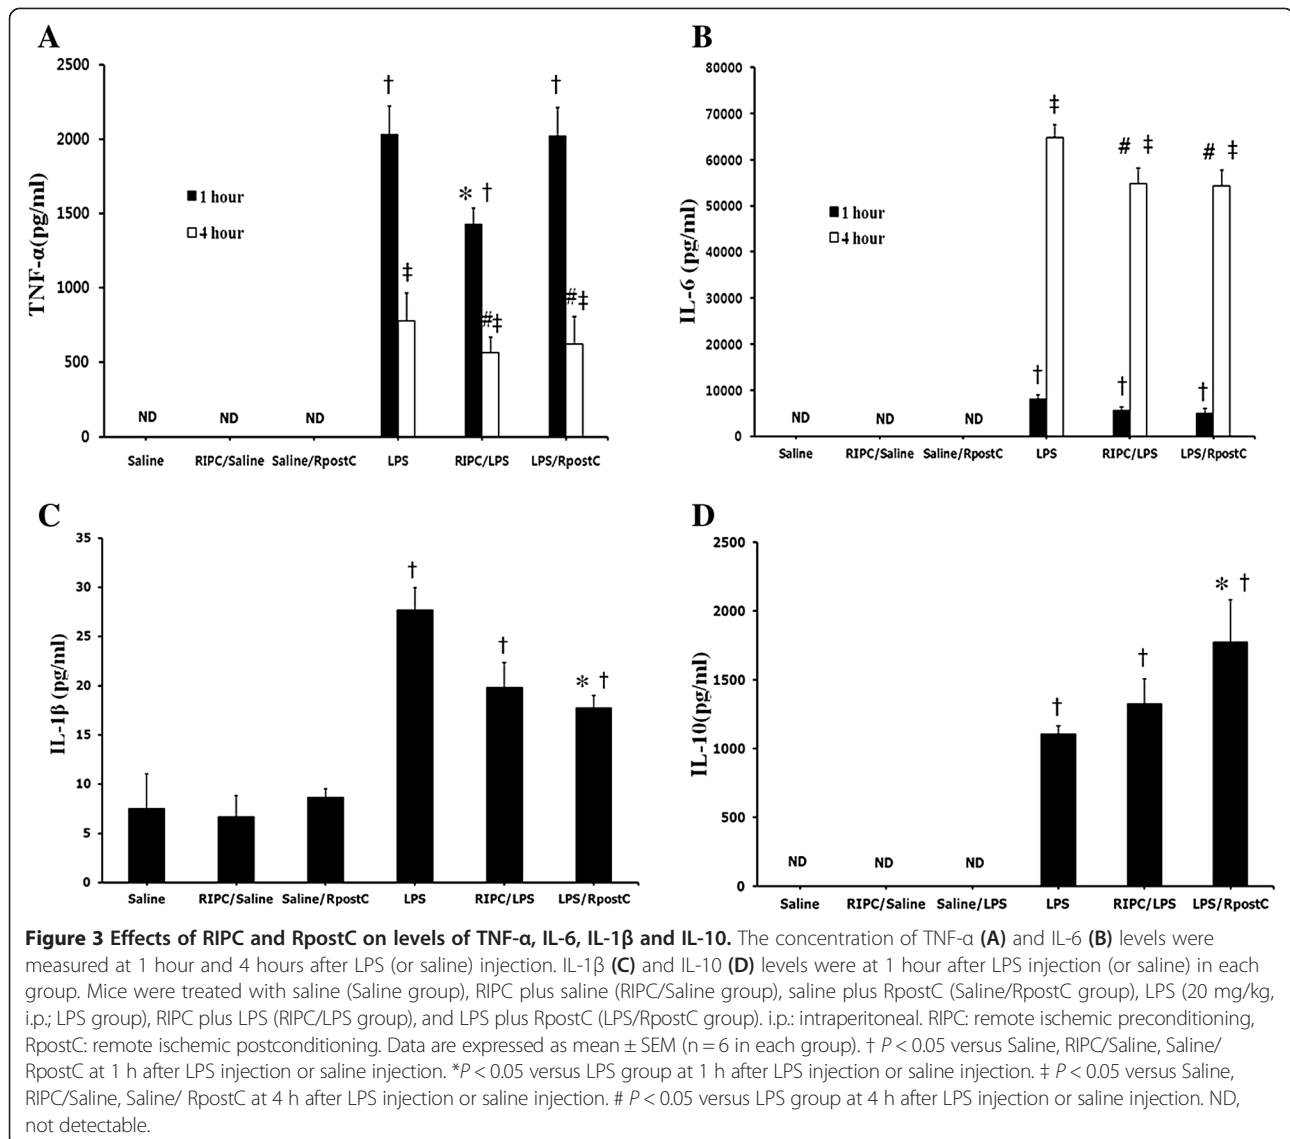 A
2500
2000
1500
1000
500
0
TNF-α(pg/ml)
1 hour
4 hour
†
‡
* †
#‡
†
#‡
ND ND ND
Saline RIPC/Saline Saline/RpostC LPS RIPC/LPS LPS/RpostC
B
80000
70000
60000
50000
40000
30000
20000
10000
0
IL-6 (pg/ml)
1 hour
4 hour
†
‡
†
# ‡
†
# ‡
ND ND ND
Saline RIPC/Saline Saline/RpostC LPS RIPC/LPS LPS/RpostC
C
35
30
25
20
15
10
5
0
IL-1β (pg/ml)
†
†
* †
Saline RIPC/Saline Saline/RpostC LPS RIPC/LPS LPS/RpostC
D
2500
2000
1500
1000
500
0
IL-10(pg/ml)
†
†
* †
ND ND ND
Saline RIPC/Saline Saline/LPS LPS RIPC/LPS LPS/RpostC
Figure 3 Effects of RIPC and RpostC on levels of TNF-α, IL-6, IL-1β and IL-10. The concentration of TNF-α (A) and IL-6 (B) levels were
measured at 1 hour and 4 hours after LPS (or saline) injection. IL-1β (C) and IL-10 (D) levels were at 1 hour after LPS injection (or saline) in each
group. Mice were treated with saline (Saline group), RIPC plus saline (RIPC/Saline group), saline plus RpostC (Saline/RpostC group), LPS (20 mg/kg,
i.p.; LPS group), RIPC plus LPS (RIPC/LPS group), and LPS plus RpostC (LPS/RpostC group). i.p.: intraperitoneal. RIPC: remote ischemic preconditioning,
RpostC: remote ischemic postconditioning. Data are expressed as mean ± SEM (n = 6 in each group). † P < 0.05 versus Saline, RIPC/Saline, Saline/
RpostC at 1 h after LPS injection or saline injection. *P < 0.05 versus LPS group at 1 h after LPS injection or saline injection. ‡ P < 0.05 versus Saline,
RIPC/Saline, Saline/ RpostC at 4 h after LPS injection or saline injection. # P < 0.05 versus LPS group at 4 h after LPS injection or saline injection. ND,
not detectable.